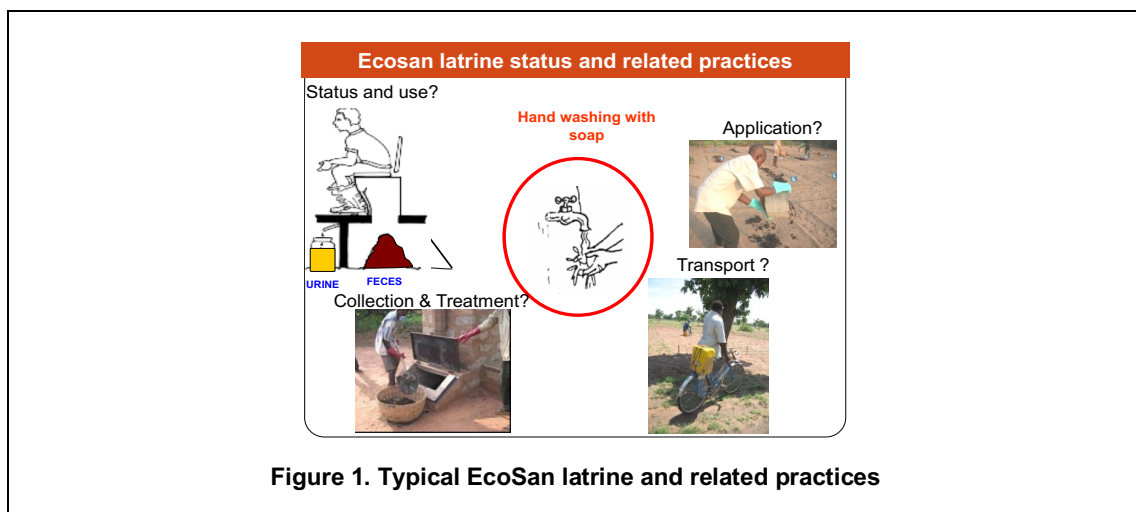 Ecosan latrine status and related practices
Status and use?
Hand washing with
soap
Application?
URINE
FECES
Transport ?
Collection & Treatment?
Figure 1. Typical EcoSan latrine and related practices